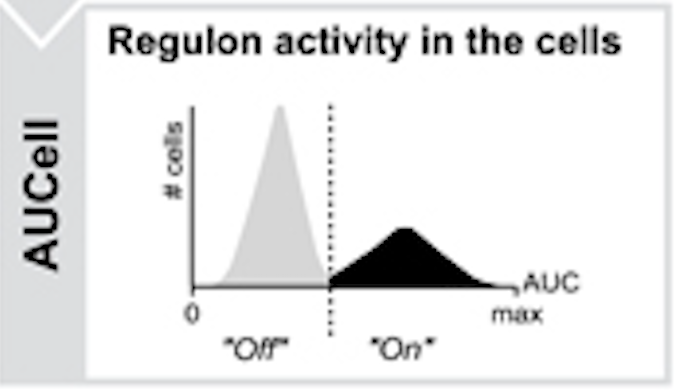 Regulon activity in the cells
AUCell
# cells
AUC
0
max
"Off"
"On"